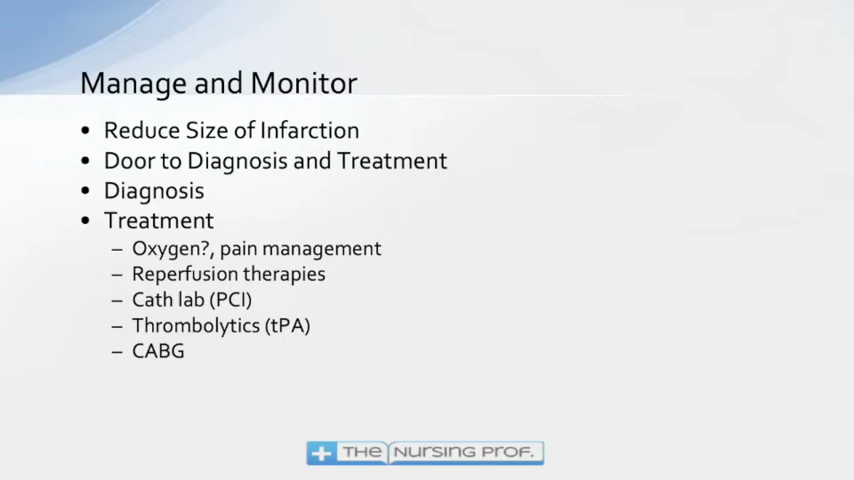 Manage and Monitor
• Reduce Size of Infarction
• Door to Diagnosis and Treatment
• Diagnosis
• Treatment
– Oxygen?, pain management
– Reperfusion therapies
– Cath lab (PCI)
– Thrombolytics (tPA)
– CABG
THE NURSING PROF.